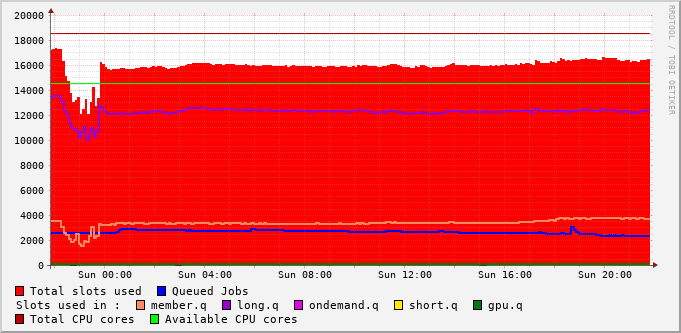 20000
18000
16000
14000
12000
10000
8000
6000
4000
2000
0
Sun 00:00 Sun 04:00 Sun 08:00 Sun 12:00 Sun 16:00 Sun 20:00
RRDTOOL / TOBI OETIKER
Total slots used Queued Jobs
Slots used in : member.q long.q ondemand.q short.q gpu.q
Total CPU cores Available CPU cores